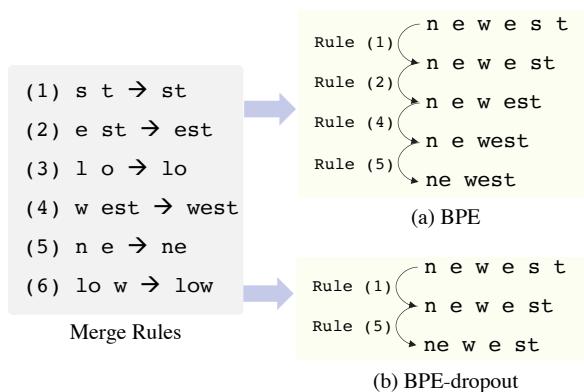 (1) s t → st
(2) e st → est
(3) l o → lo
(4) w est → west
(5) n e → ne
(6) lo w → low
Merge Rules
n e w e s t
Rule (1)
n e w e st
Rule (2)
n e w est
Rule (4)
n e west
Rule (5)
ne west
(a) BPE
n e w e s t
Rule (1)
n e w e st
Rule (5)
ne w e st
(b) BPE-dropout